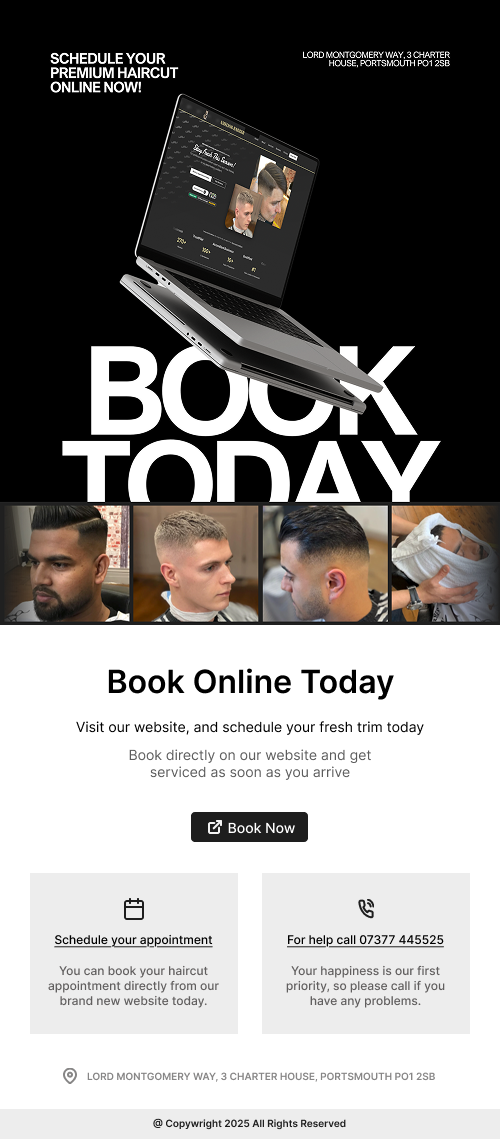 SCHEDULE YOUR
PREMIUM HAIRCUT
ONLINE NOW!
LORD MONTGOMERY WAY, 3 CHARTER
HOUSE, PORTSMOUTH PO1 2SB
BOOK
TODAY
Book Online Today
Visit our website, and schedule your fresh trim today
Book directly on our website and get
serviced as soon as you arrive
Book Now
Schedule your appointment
You can book your haircut
appointment directly from our
brand new website today.
For help call 07377 445525
Your happiness is our first
priority, so please call if you
have any problems.
LORD MONTGOMERY WAY, 3 CHARTER HOUSE, PORTSMOUTH PO1 2SB
@ Copywright 2025 All Rights Reserved